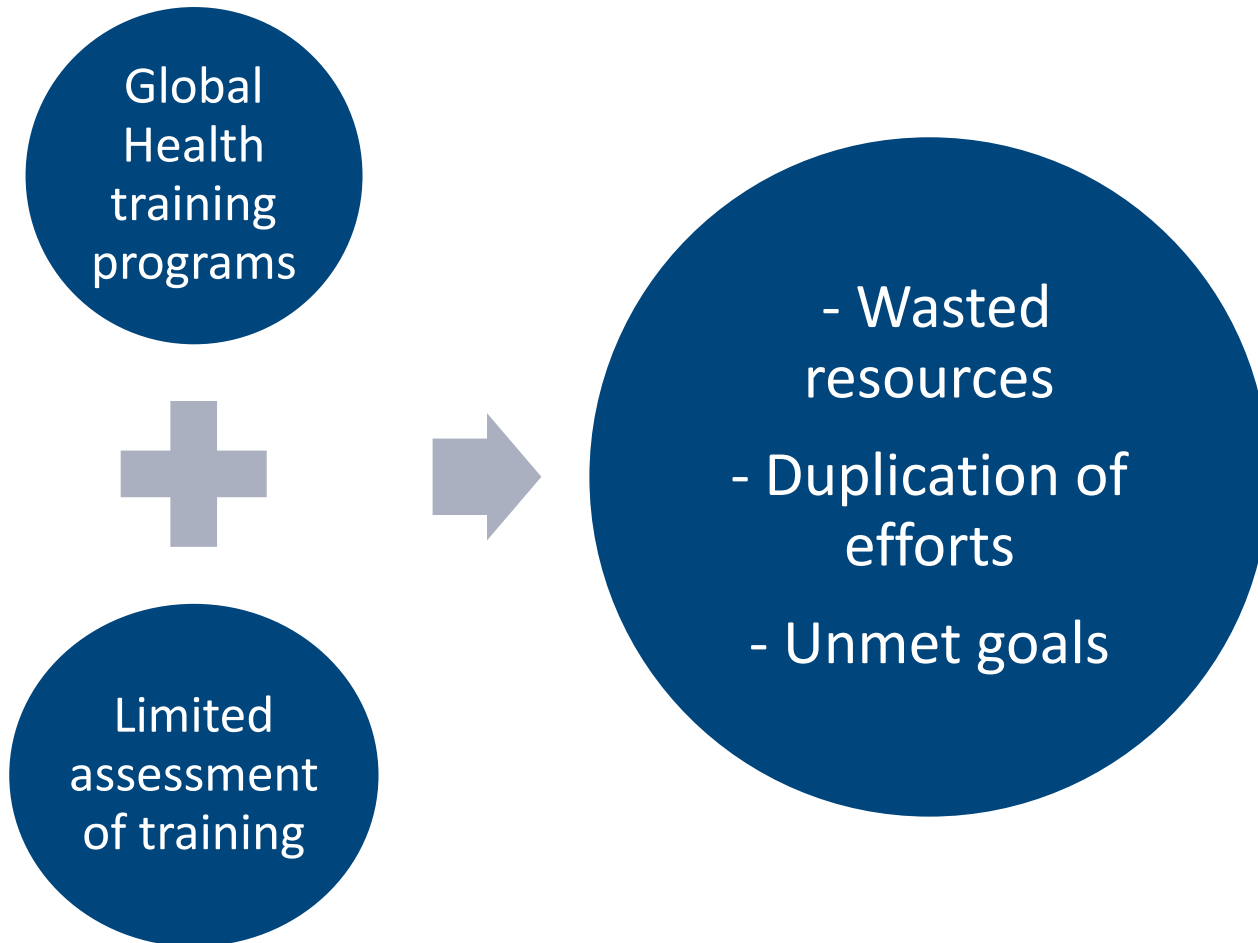 Global
Health
training
programs
Limited
assessment
of training
- Wasted
resources
- Duplication of
efforts
- Unmet goals